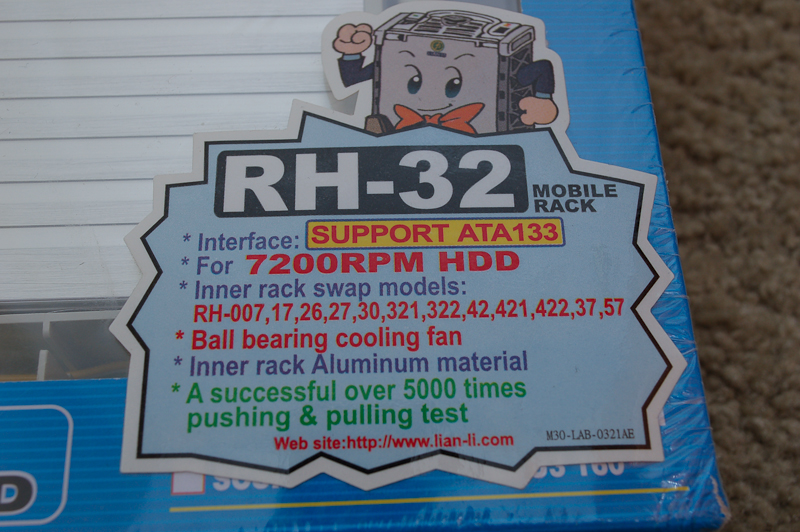 RH-32
MOBILE
RACK
* Interface: SUPPORT ATA133
* For 7200RPM HDD
* Inner rack swap models:
RH-007,17,26,27,30,321,322,42,421,422,37,57
* Ball bearing cooling fan
* Inner rack Aluminum material
* A successful over 5000 times
pushing & pulling test
Web site:http://www.lian-li.com
M30-LAB-0321AE